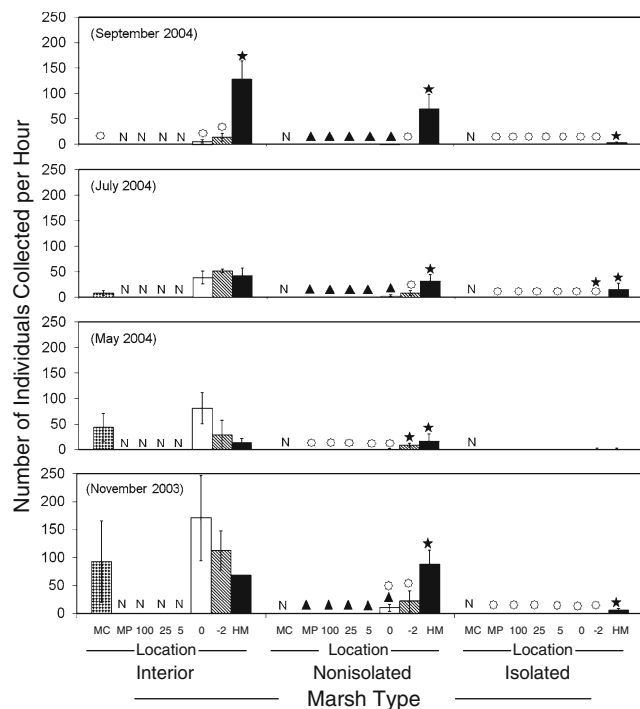 Number of Individuals Collected per Hour
250
200
150
100
50
0
(September 2004)
N N N N
N
N
250
200
150
100
50
0
(July 2004)
N N N N
N
N
250
200
150
100
50
0
(May 2004)
N N N N
N
N
250
200
150
100
50
0
(November 2003)
N N N N
N
N
MC MP 100 25 5 0 -2 HM MC MP 100 25 5 0 -2 HM MC MP 100 25 5 0 -2 HM
Location Location Location
Interior Nonisolated Isolated
Marsh Type